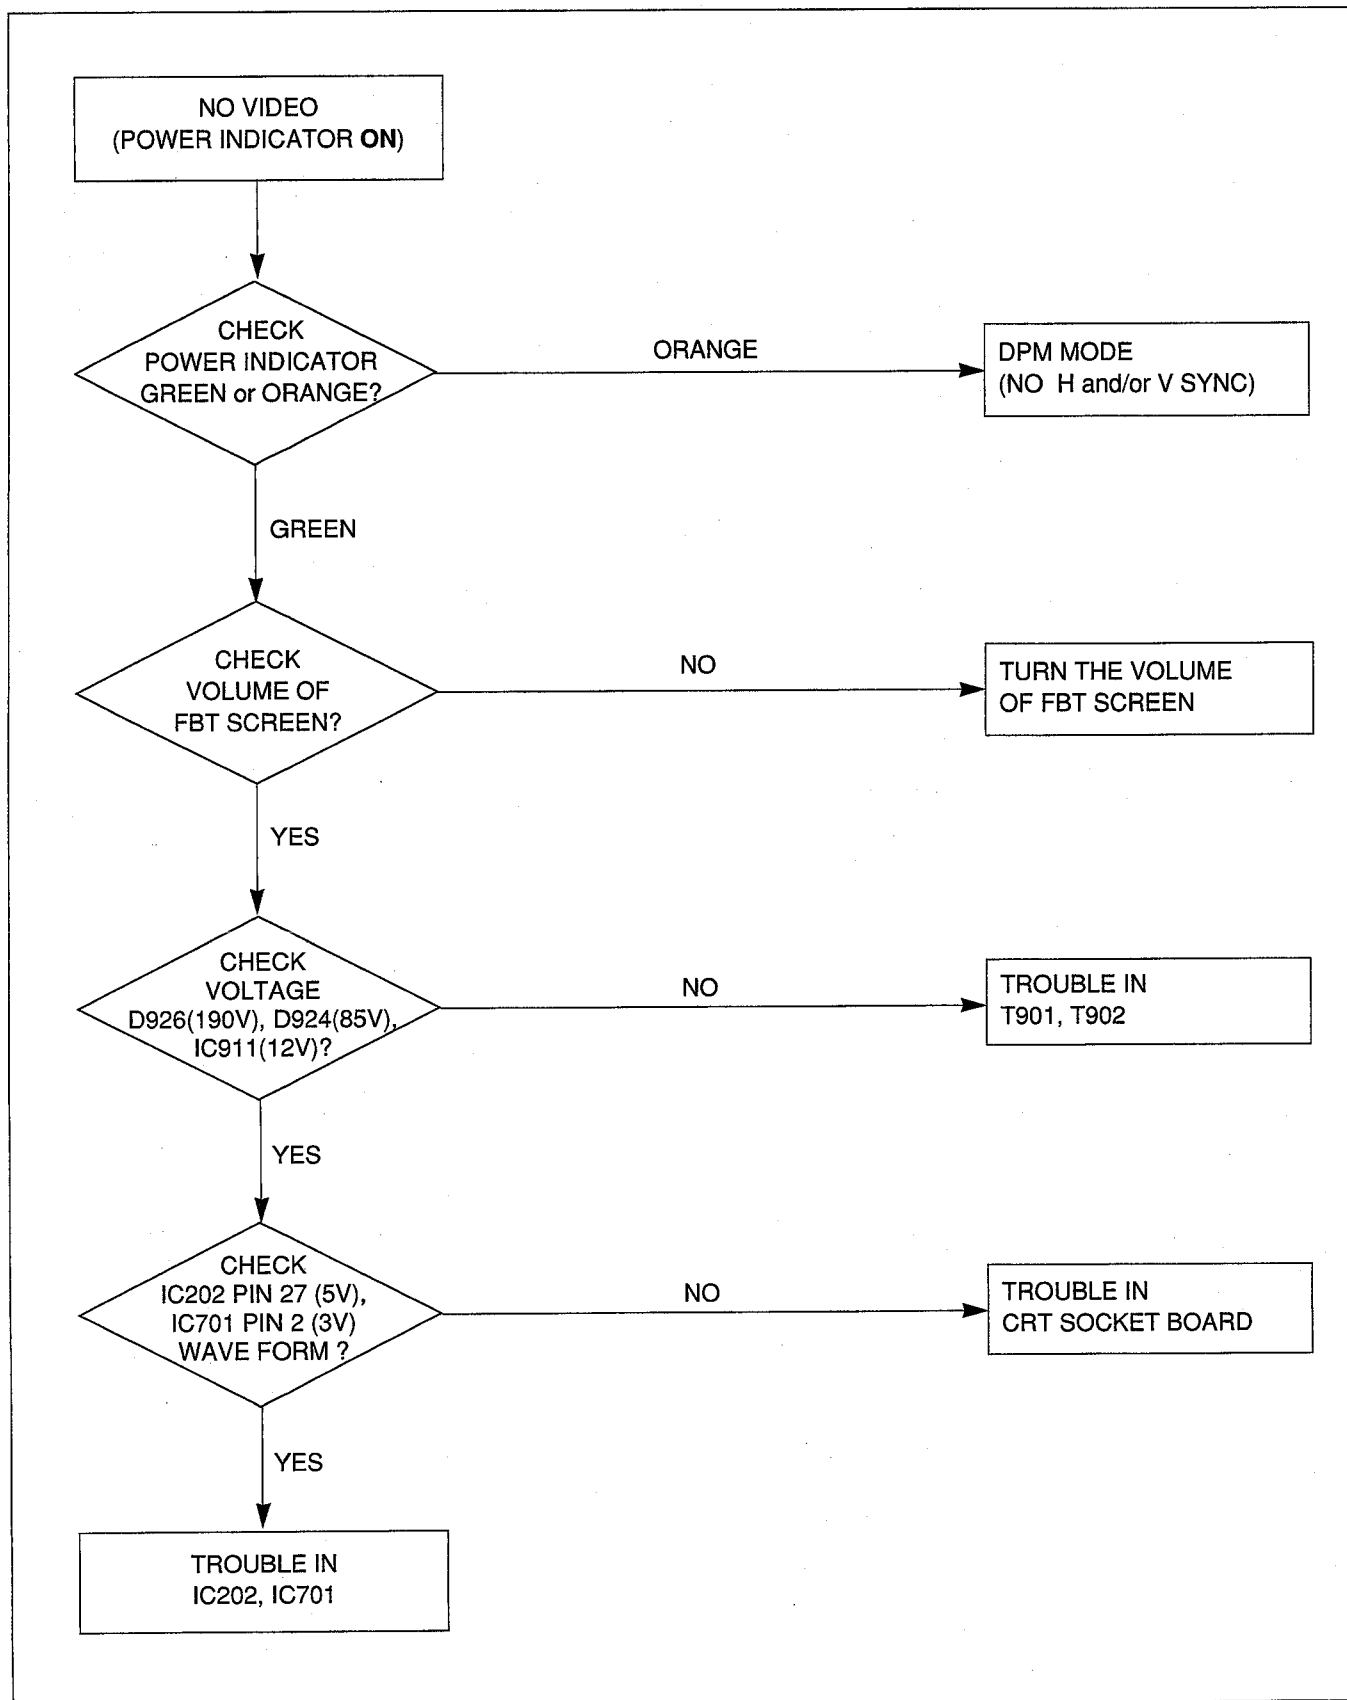 NO VIDEO
(POWER INDICATOR ON)
CHECK
POWER INDICATOR
GREEN or ORANGE?
ORANGE
DPM MODE
(NO H and/or V SYNC)
GREEN
CHECK
VOLUME OF
FBT SCREEN?
NO
TURN THE VOLUME
OF FBT SCREEN
YES
CHECK
VOLTAGE
D926(190V), D924(85V),
IC911(12V)?
NO
TROUBLE IN
T901, T902
YES
CHECK
IC202 PIN 27 (5V),
IC701 PIN 2 (3V)
WAVE FORM ?
NO
TROUBLE IN
CRT SOCKET BOARD
YES
TROUBLE IN
IC202, IC701